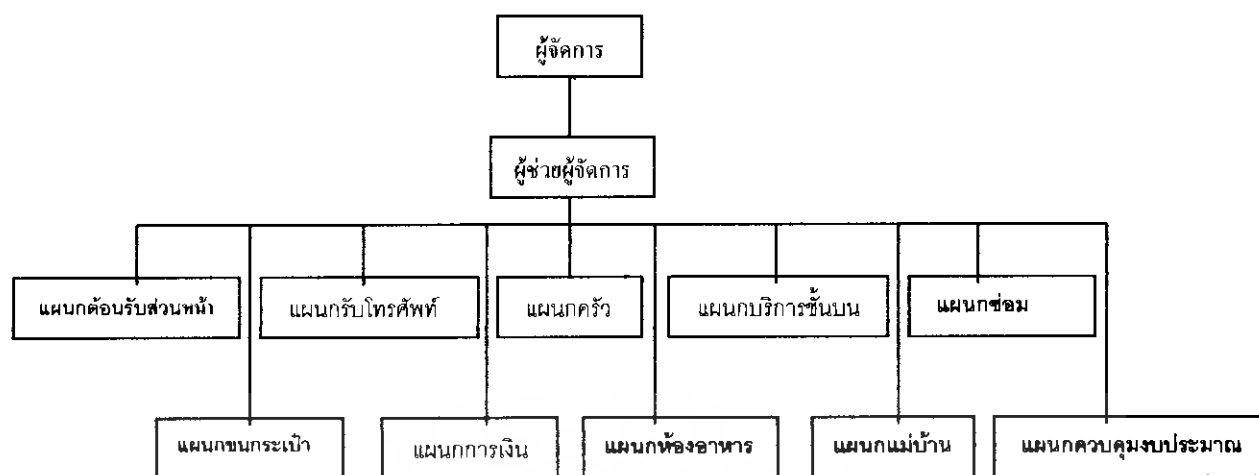 ผู้จัดการ
ผู้ช่วยผู้จัดการ
แผนกต้อนรับส่วนหน้า
แผนกรับโทรศัพท์
แผนกครัว
แผนกบริการชั้นบน
แผนกซ่อม
แผนกขนกระเป๋า
แผนกการเงิน
แผนกห้องอาหาร
แผนกแม่บ้าน
แผนกควบคุมงบประมาณ